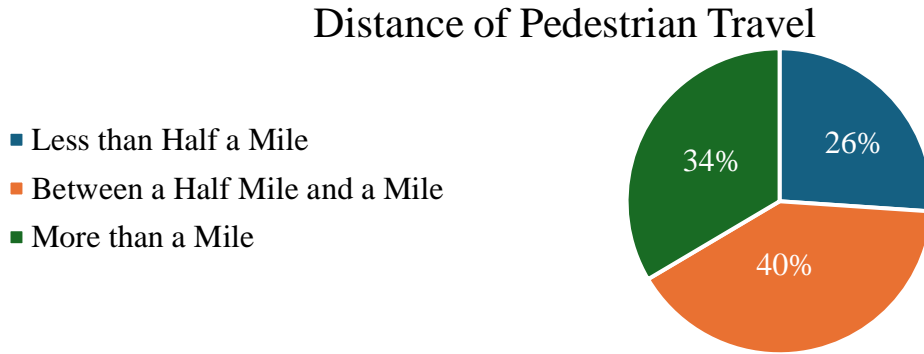 Distance of Pedestrian Travel
Less than Half a Mile
Between a Half Mile and a Mile
More than a Mile
26%
34%
40%